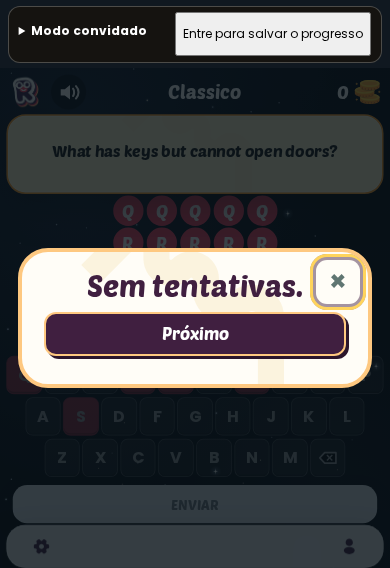 ▶ Modo convidado
Entre para salvar o progresso
Classico
0
What has keys but cannot open doors?
Q Q Q Q Q
R R R R R
Sem tentativas.
✖
Próximo
A S D F G H J K L
Z X C V B N M
ENVIAR